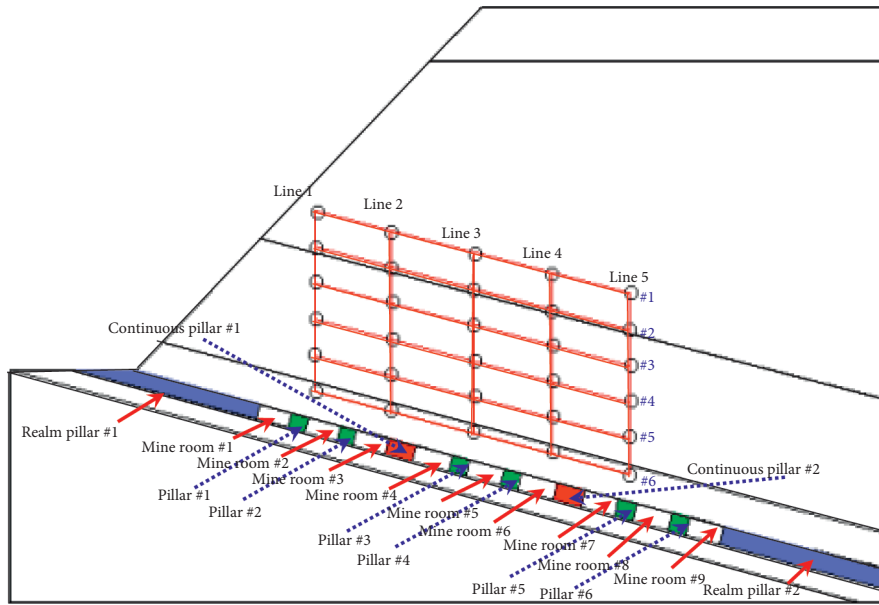 Line 1
Line 2
Line 3
Line 4
Line 5
#1
#2
#3
#4
#5
#6
Continuous pillar #1
Continuous pillar #2
Realm pillar #1
Mine room #1
Mine room #2
Mine room #3
Mine room #4
Mine room #5
Mine room #6
Mine room #7
Mine room #8
Mine room #9
Realm pillar #2
Pillar #1
Pillar #2
Pillar #3
Pillar #4
Pillar #5
Pillar #6